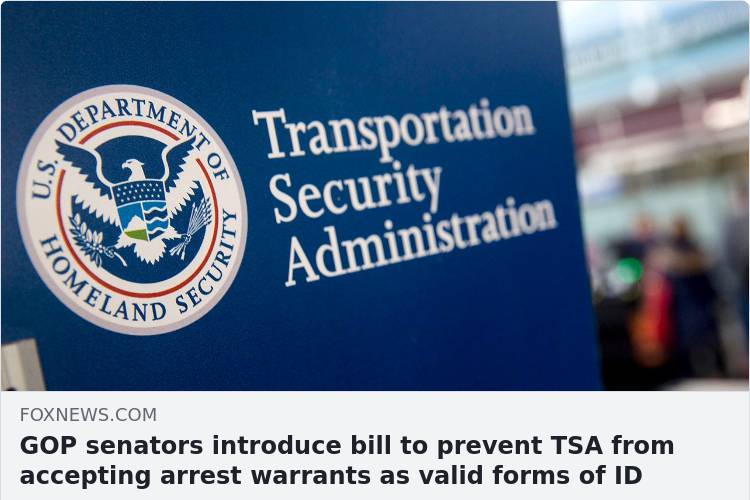 U.S. DEPARTMENT OF
HOMELAND SECURITY
Transportation
Security
Administration
FOXNEWS.COM
GOP senators introduce bill to prevent TSA from
accepting arrest warrants as valid forms of ID